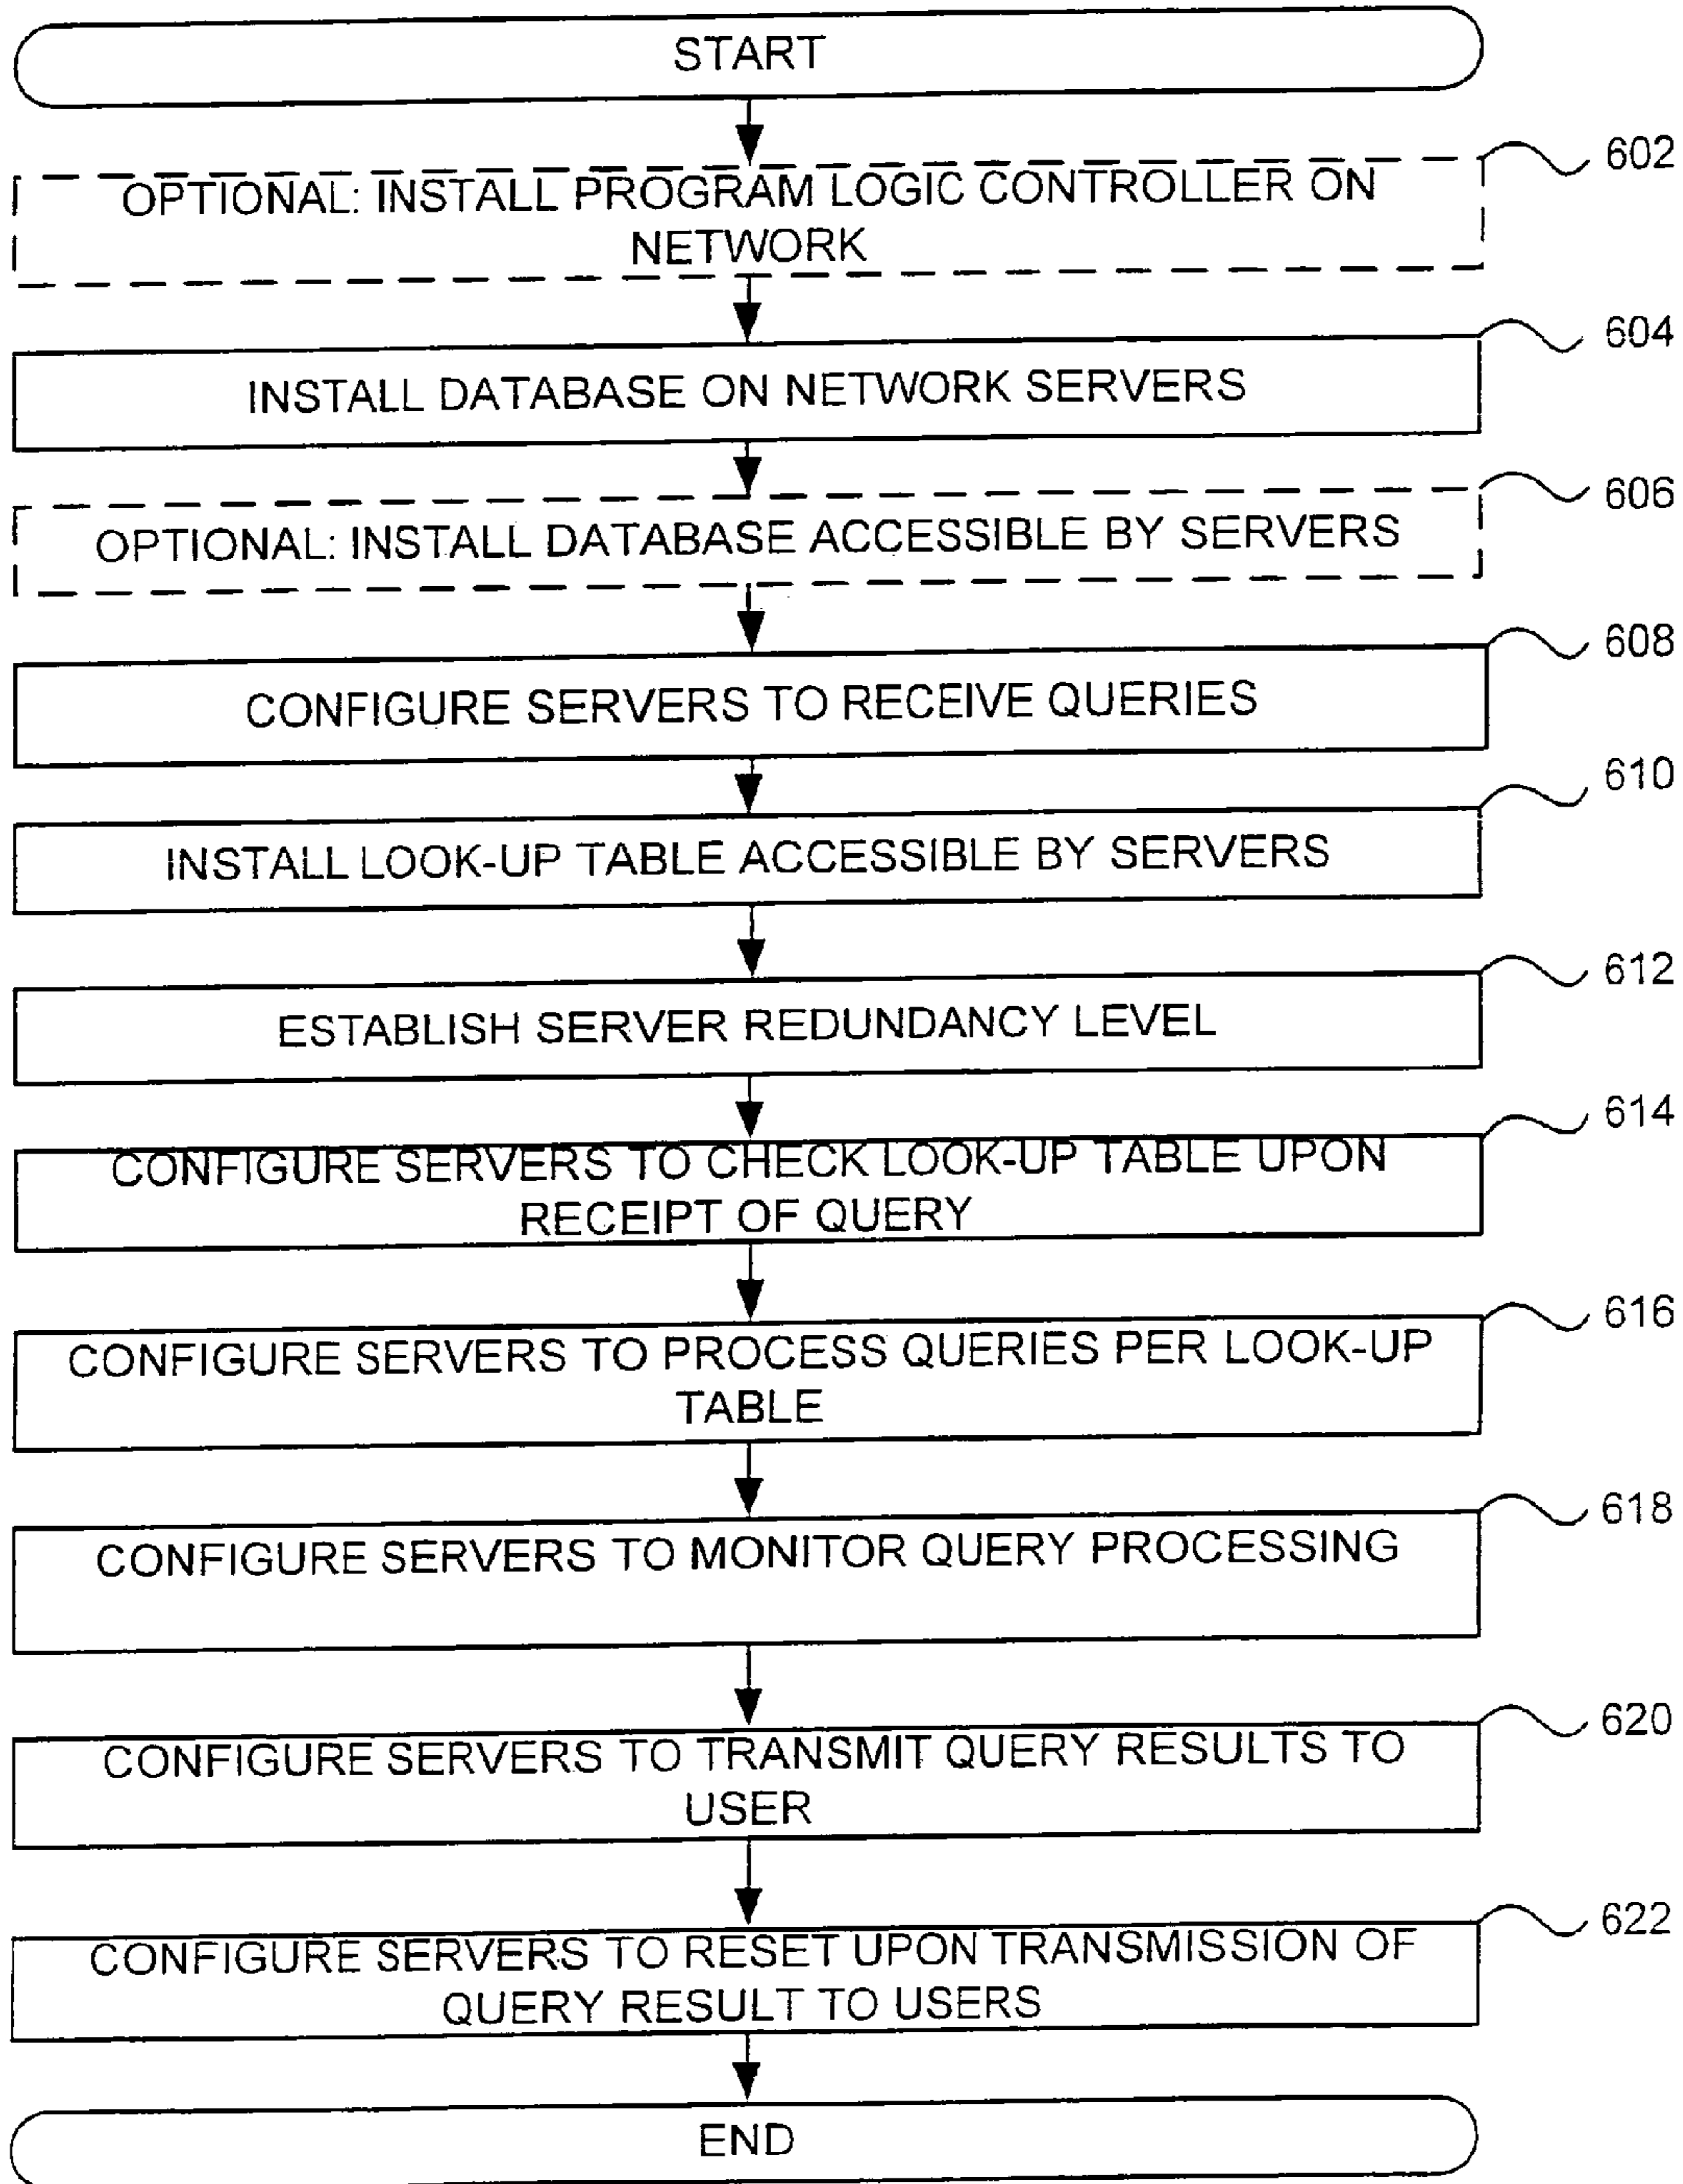 START
602
OPTIONAL: INSTALL PROGRAM LOGIC CONTROLLER ON
NETWORK
604
INSTALL DATABASE ON NETWORK SERVERS
606
OPTIONAL: INSTALL DATABASE ACCESSIBLE BY SERVERS
608
CONFIGURE SERVERS TO RECEIVE QUERIES
610
INSTALL LOOK-UP TABLE ACCESSIBLE BY SERVERS
612
ESTABLISH SERVER REDUNDANCY LEVEL
614
CONFIGURE SERVERS TO CHECK LOOK-UP TABLE UPON
RECEIPT OF QUERY
616
CONFIGURE SERVERS TO PROCESS QUERIES PER LOOK-UP
TABLE
618
CONFIGURE SERVERS TO MONITOR QUERY PROCESSING
620
CONFIGURE SERVERS TO TRANSMIT QUERY RESULTS TO
USER
622
CONFIGURE SERVERS TO RESET UPON TRANSMISSION OF
QUERY RESULT TO USERS
END